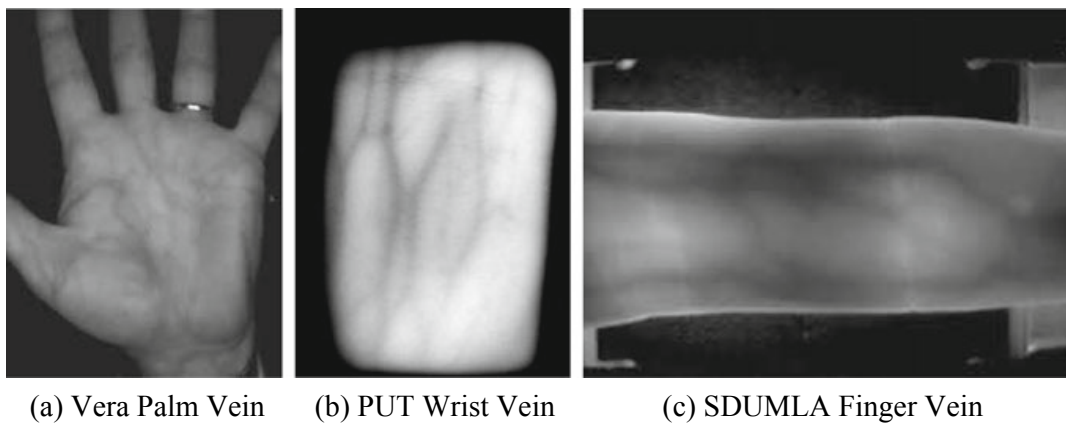 (a) Vera Palm Vein
(b) PUT Wrist Vein
(c) SDUMLA Finger Vein